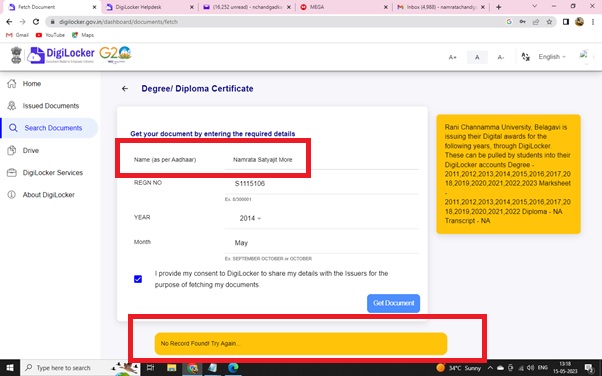 Fetch Document
DigiLocker Helpdesk
(16,252 unread) - nchandgadka
MEGA
Inbox (4,988) - namratachandg
digilocker.gov.in/dashboard/documents/fetch
Gmail
YouTube
Maps
DigiLocker
G20
A+
A
A-
English
Home
Issued Documents
Search Documents
Drive
DigiLocker Services
About DigiLocker
Degree/ Diploma Certificate
Get your document by entering the required details
Name (as per Aadhaar) Namrata Satyajit More
REGN NO S1115106
Ex. 8/300001
YEAR 2014
Month May
Ex. SEPTEMBER OCTOBER or OCTOBER
I provide my consent to DigiLocker to share my details with the Issuers for the
purpose of fetching my documents.
Get Document
No Record Found! Try Again...
Rani Channamma University, Belagavi is
issuing their Digital awards for the
following years, through DigiLocker.
These can be pulled by students into their
DigiLocker accounts Degree -
2011,2012,2013,2014,2015,2016,2017,20
18,2019,2020,2021,2022,2023 Marksheet
-
2011,2012,2013,2014,2015,2016,2017,20
18,2019,2020,2021,2022 Diploma - NA
Transcript - NA
Type here to search
34°C Sunny
ENG
13:18
15-05-2023